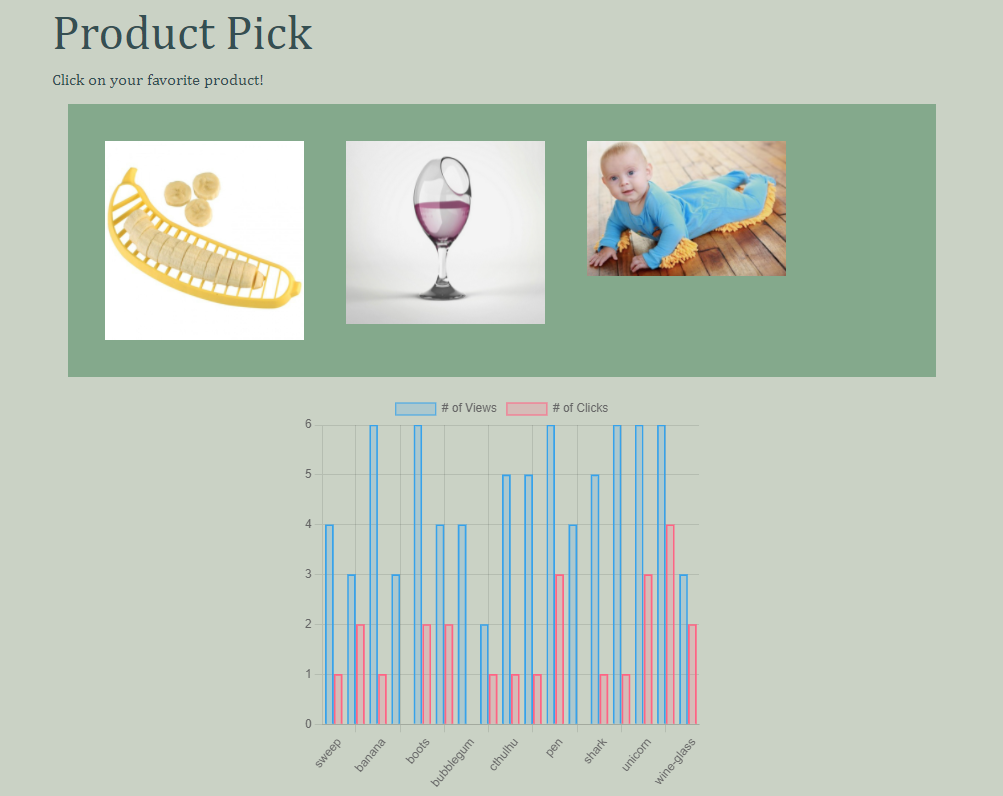 Product Pick
Click on your favorite product!
# of Views # of Clicks
6
5
4
3
2
1
0
sweep banana boots bubblegum cthulhu pen shark unicorn wine-glass